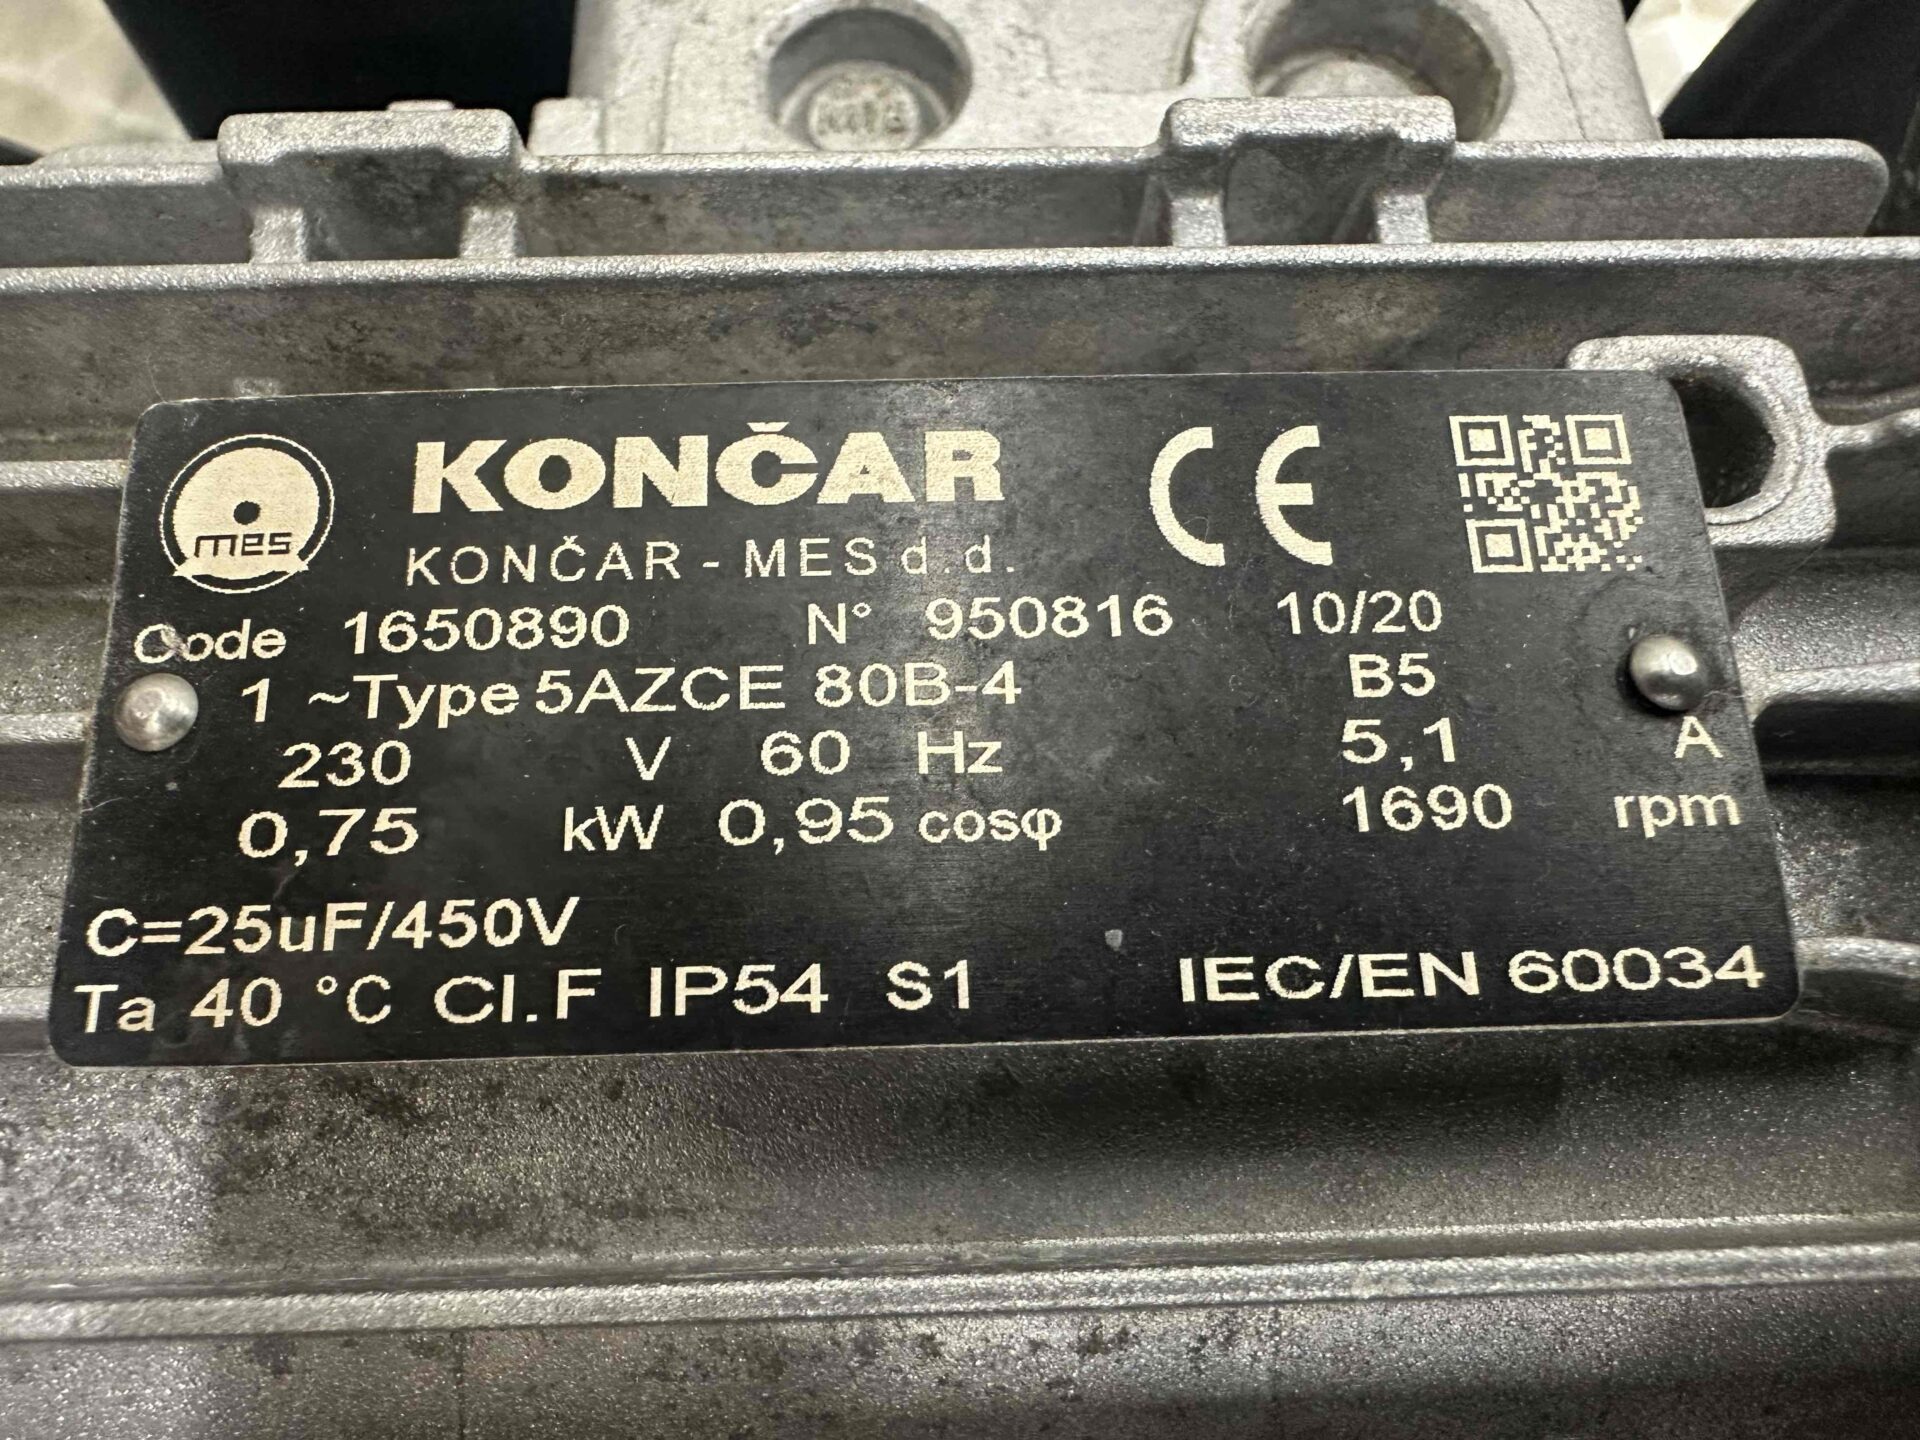 mes
KONČAR
KONČAR - MES d.d.
CE
Code 1650890 N° 950816 10/20
1 ~Type 5AZCE 80B-4 B5
230 V 60 Hz 5,1 A
0,75 kW 0,95 cosφ 1690 rpm
C=25uF/450V
Ta 40 °C Cl.F IP54 S1 IEC/EN 60034